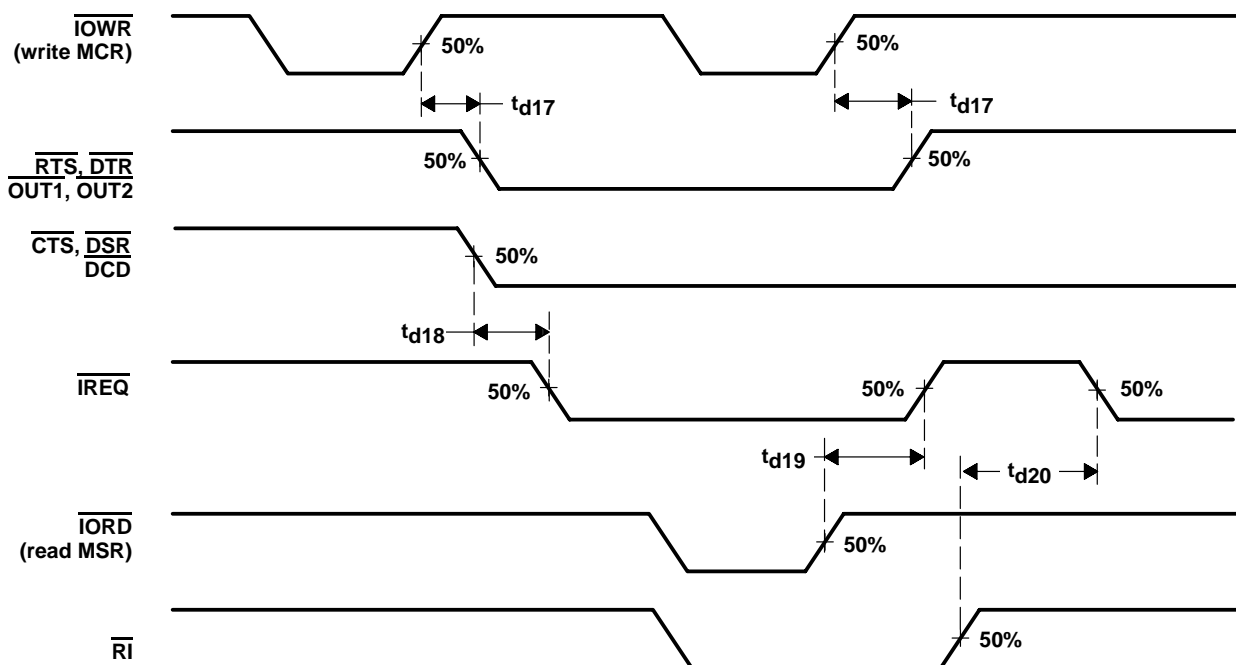 IOWR
(write MCR)
50%
50%
td17
td17
RTS, DTR
OUT1, OUT2
50%
50%
CTS, DSR
DCD
50%
td18
IREQ
50%
50%
50%
td19
td20
IORD
(read MSR)
50%
RI
50%